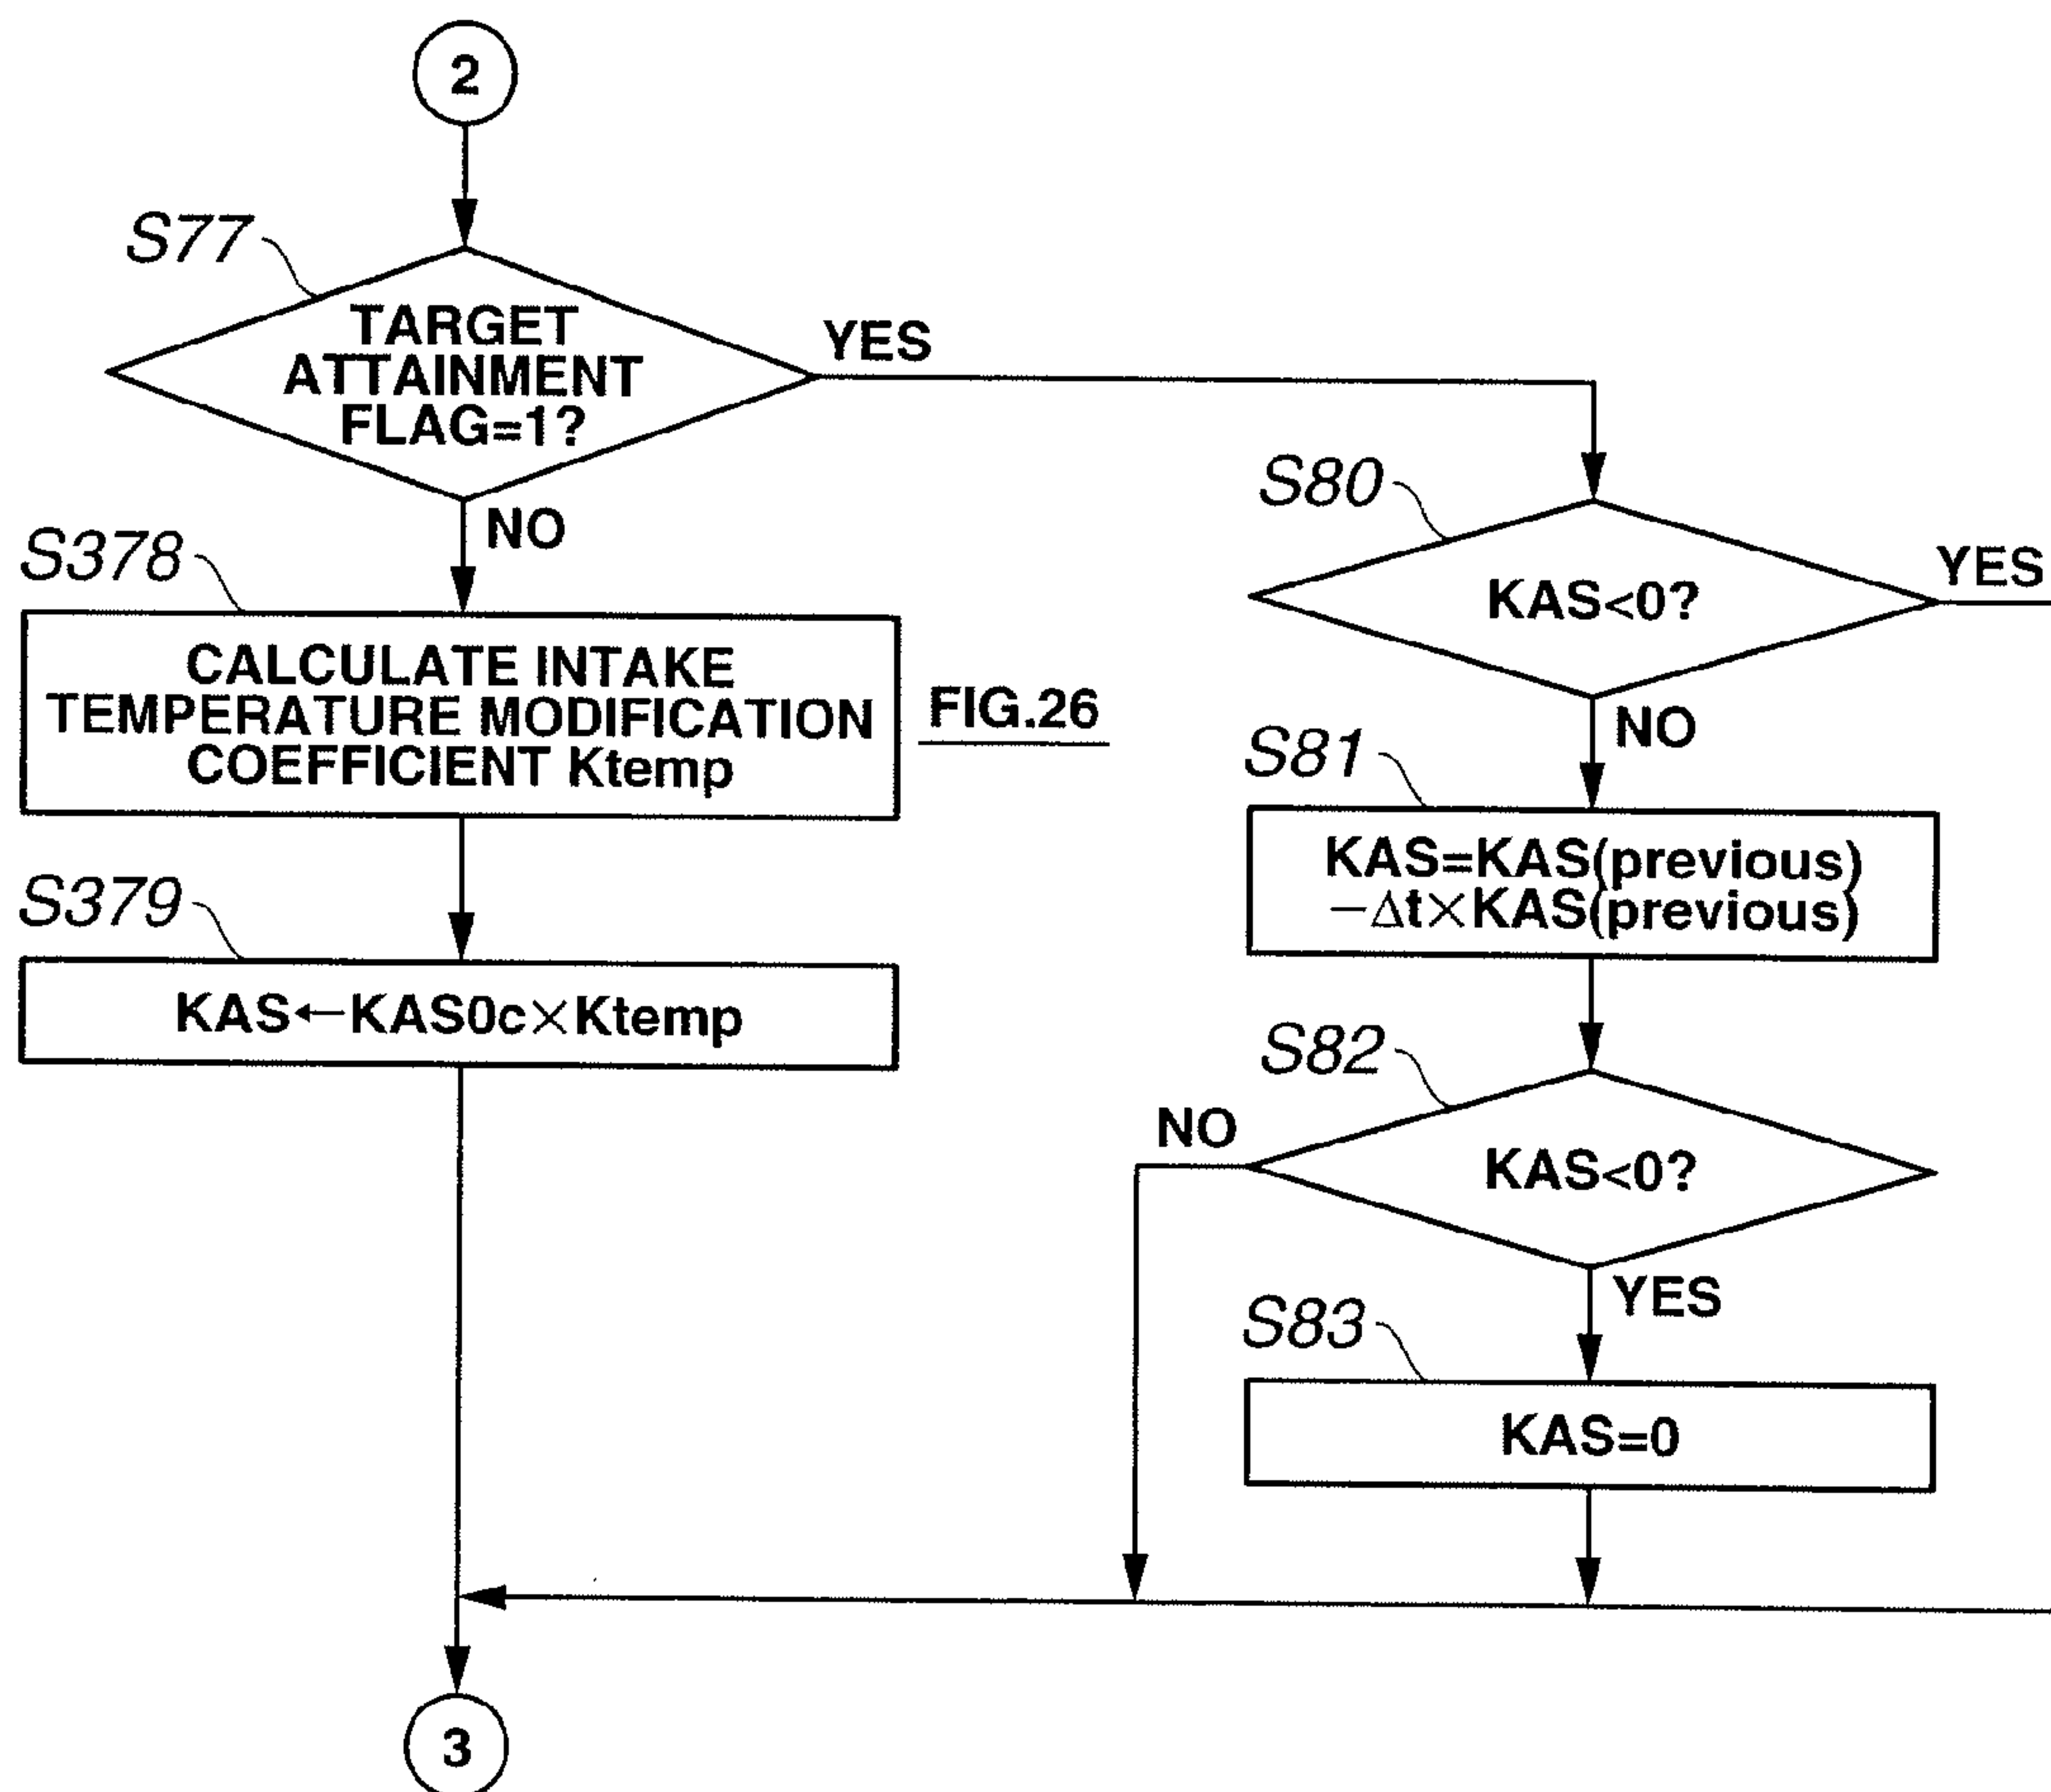 2
S77
TARGET
ATTAINMENT
FLAG=1?
YES
NO
S378
CALCULATE INTAKE
TEMPERATURE MODIFICATION
COEFFICIENT Ktemp
FIG.26
S379
KAS←KAS0c×Ktemp
S80
KAS<0?
YES
NO
S81
KAS=KAS(previous)
−Δt×KAS(previous)
S82
NO
KAS<0?
YES
S83
KAS=0
3